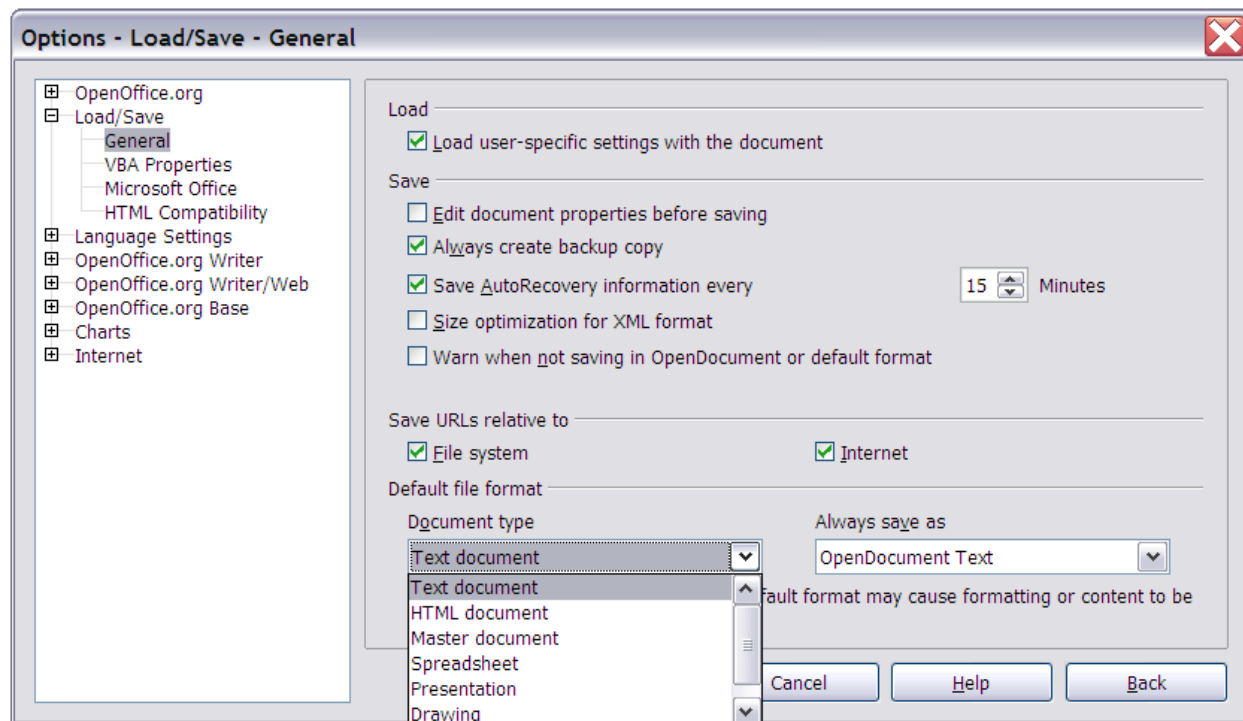 Options - Load/Save - General
OpenOffice.org
Load/Save
General
VBA Properties
Microsoft Office
HTML Compatibility
Language Settings
OpenOffice.org Writer
OpenOffice.org Writer/Web
OpenOffice.org Base
Charts
Internet
Load
Load user-specific settings with the document
Save
Edit document properties before saving
Always create backup copy
Save AutoRecovery information every 15 Minutes
Size optimization for XML format
Warn when not saving in OpenDocument or default format
Save URLs relative to
File system Internet
Default file format
Document type Always save as
Text document OpenDocument Text
Text document
HTML document
Master document
Spreadsheet
Presentation
Drawing
fault format may cause formatting or content to be
Cancel Help Back